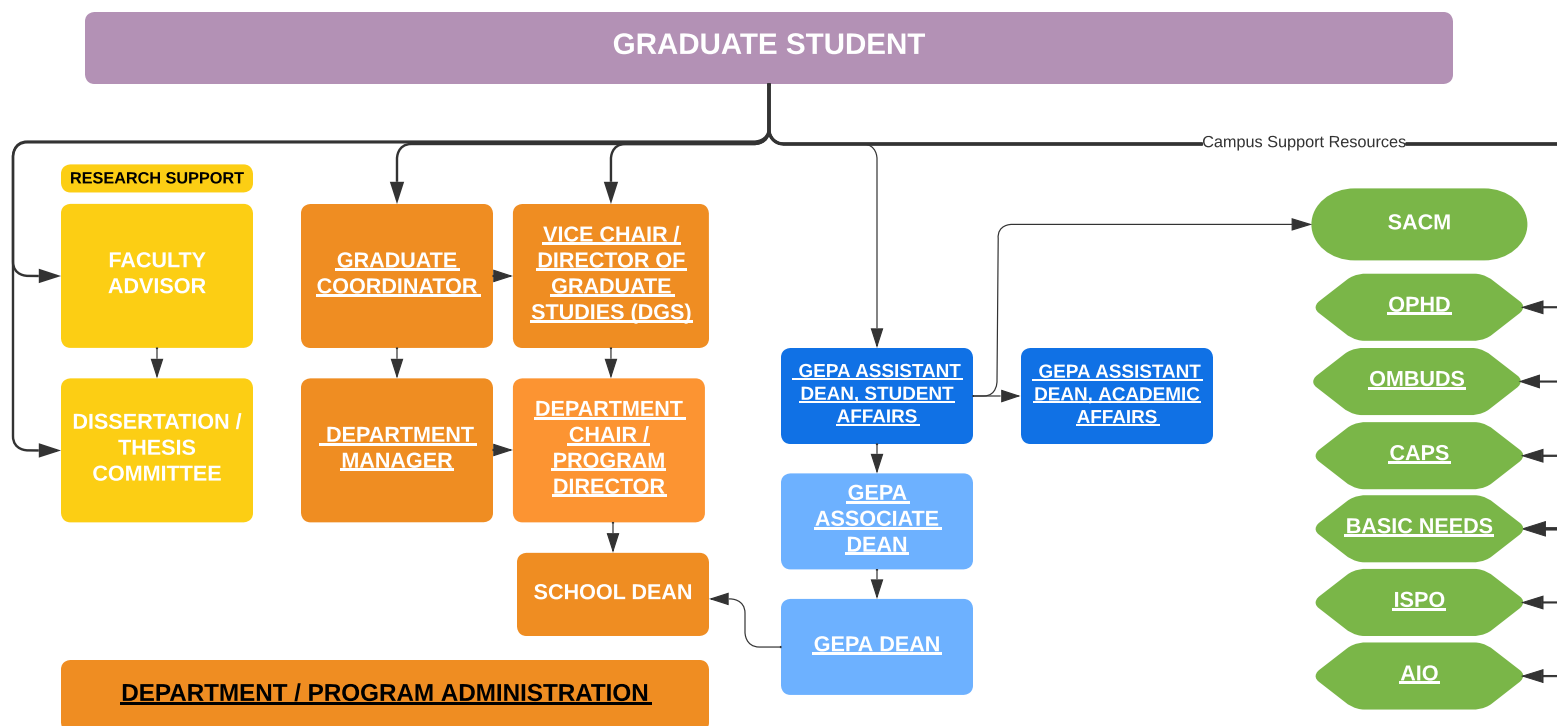 GRADUATE STUDENT
Campus Support Resources
RESEARCH SUPPORT
FACULTY
ADVISOR
DISSERTATION /
THESIS
COMMITTEE
GRADUATE
COORDINATOR
VICE CHAIR /
DIRECTOR OF
GRADUATE
STUDIES (DGS)
DEPARTMENT
MANAGER
DEPARTMENT
CHAIR /
PROGRAM
DIRECTOR
SCHOOL DEAN
DEPARTMENT / PROGRAM ADMINISTRATION
GEPA ASSISTANT
DEAN, STUDENT
AFFAIRS
GEPA ASSISTANT
DEAN, ACADEMIC
AFFAIRS
GEPA
ASSOCIATE
DEAN
GEPA DEAN
SACM
OPHD
OMBUDS
CAPS
BASIC NEEDS
ISPO
AIO